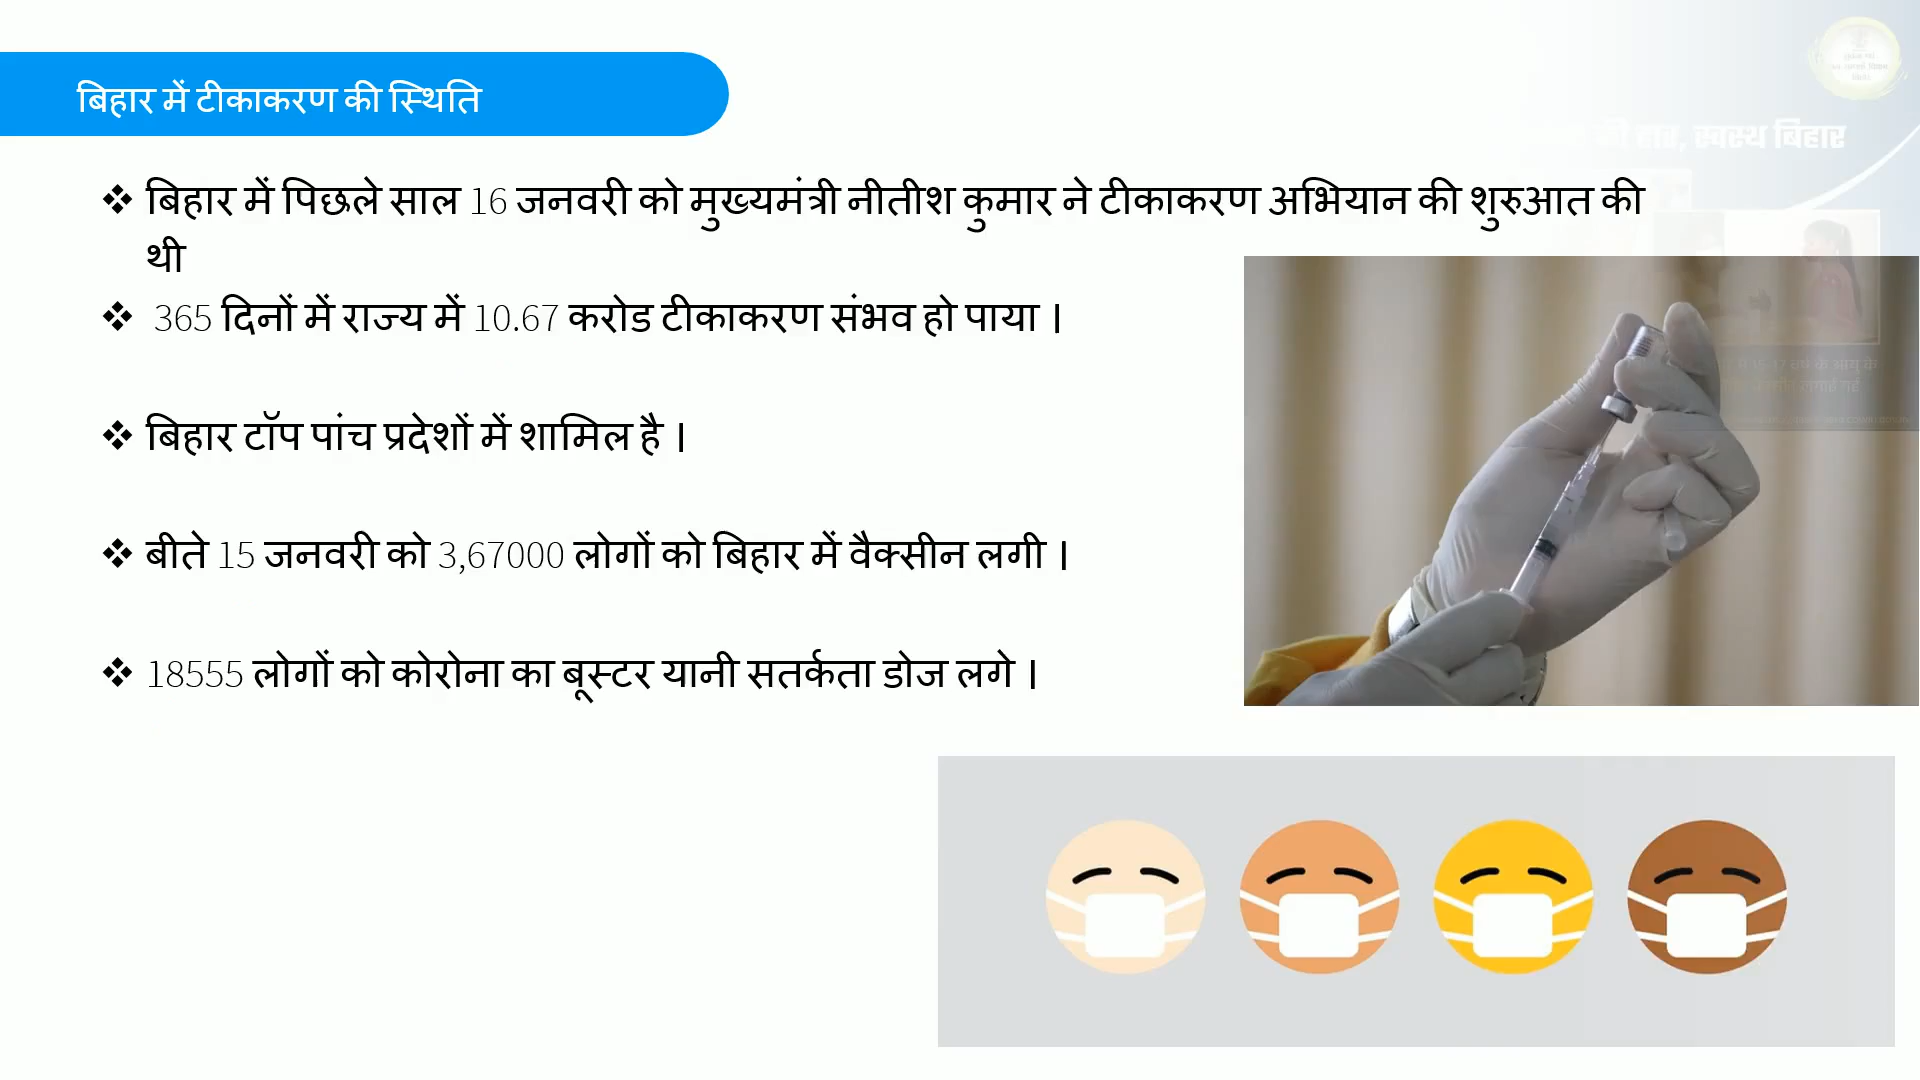 बिहार में टीकाकरण की स्थिति
की हार, स्वस्थ बिहार
❖ बिहार में पिछले साल 16 जनवरी को मुख्यमंत्री नीतीश कुमार ने टीकाकरण अभियान की शुरुआत की
थी
❖ 365 दिनों में राज्य में 10.67 करोड टीकाकरण संभव हो पाया ।
❖ बिहार टॉप पांच प्रदेशों में शामिल है ।
❖ बीते 15 जनवरी को 3,67000 लोगों को बिहार में वैक्सीन लगी ।
❖ 18555 लोगों को कोरोना का बूस्टर यानी सतर्कता डोज लगे ।